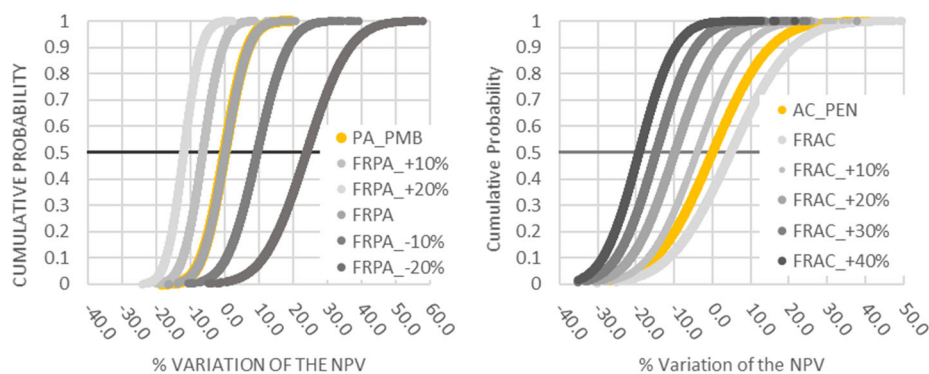 1
0.9
0.8
0.7
0.6
0.5
0.4
0.3
0.2
0.1
0
CUMULATIVE PROBABILITY
PA_PMB
FRPA_+10%
FRPA_+20%
FRPA
FRPA_-10%
FRPA_-20%
-40.0
-30.0
-20.0
-10.0
0.0
10.0
20.0
30.0
40.0
50.0
60.0
% VARIATION OF THE NPV
1
0.9
0.8
0.7
0.6
0.5
0.4
0.3
0.2
0.1
0
Cumulative Probability
AC_PEN
FRAC
FRAC_+10%
FRAC_+20%
FRAC_+30%
FRAC_+40%
-40.0
-30.0
-20.0
-10.0
0.0
10.0
20.0
30.0
40.0
50.0
% Variation of the NPV